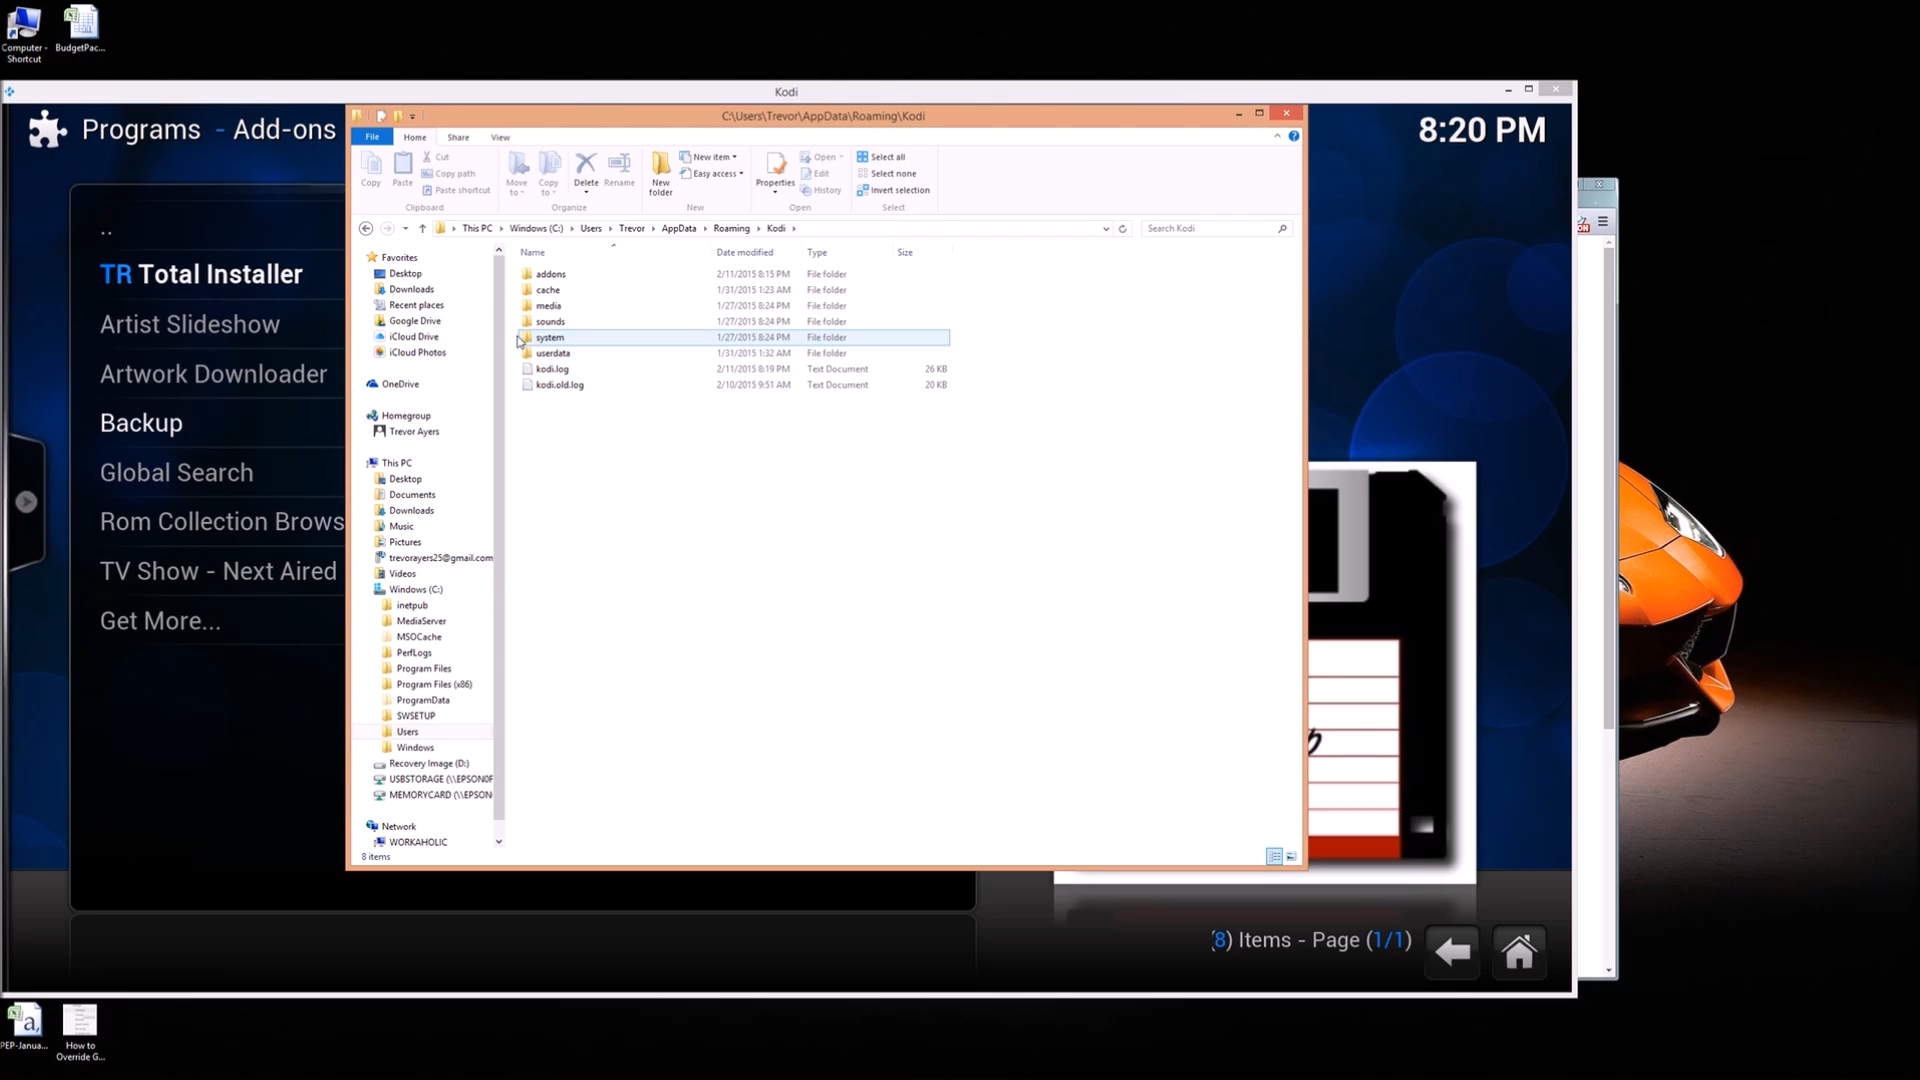 Computer -
Shortcut
BudgetPac...
Kodi
Programs - Add-ons
8:20 PM
..
TR Total Installer
Artist Slideshow
Artwork Downloader
Backup
Global Search
Rom Collection Brows
TV Show - Next Aired
Get More...
C:\Users\Trevor\AppData\Roaming\Kodi
File Home Share View
Copy
Paste
Cut
Copy path
Paste shortcut
Clipboard
Move
to
Copy
to
Delete
Rename
Organize
New
folder
New item
Easy access
New
Properties
Open
Edit
History
Open
Select all
Select none
Invert selection
Select
This PC Windows (C:) Users Trevor AppData Roaming Kodi
Search Kodi
Favorites
Desktop
Downloads
Recent places
Google Drive
iCloud Drive
iCloud Photos
OneDrive
Homegroup
Trevor Ayers
This PC
Desktop
Documents
Downloads
Music
Pictures
trevorayers25@gmail.com
Videos
Windows (C:)
inetpub
MediaServer
MSOCache
PerfLogs
Program Files
Program Files (x86)
ProgramData
SWSETUP
Users
Windows
Recovery Image (D:)
USBSTORAGE (\\EPSON0F
MEMORYCARD (\\EPSON
Network
WORKAHOLIC
Name Date modified Type Size
addons 2/11/2015 8:15 PM File folder
cache 1/31/2015 1:23 AM File folder
media 1/27/2015 8:24 PM File folder
sounds 1/27/2015 8:24 PM File folder
system 1/27/2015 8:24 PM File folder
userdata 1/31/2015 1:32 AM File folder
kodi.log 2/11/2015 8:19 PM Text Document 26 KB
kodi.old.log 2/10/2015 9:51 AM Text Document 20 KB
8 items
(8) Items - Page (1/1)
PEP-Janua...
How to
Override G...